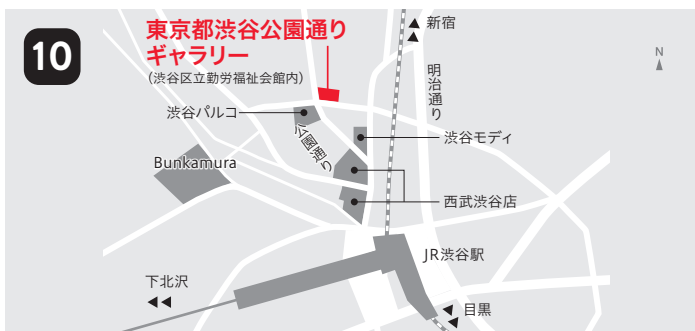 10
東京都渋谷公園通り
ギャラリー
（渋谷区立勤労福祉会館内）
新宿
N
明治通り
渋谷パルコ
公園通り
渋谷モディ
Bunkamura
西武渋谷店
JR渋谷駅
下北沢
目黒